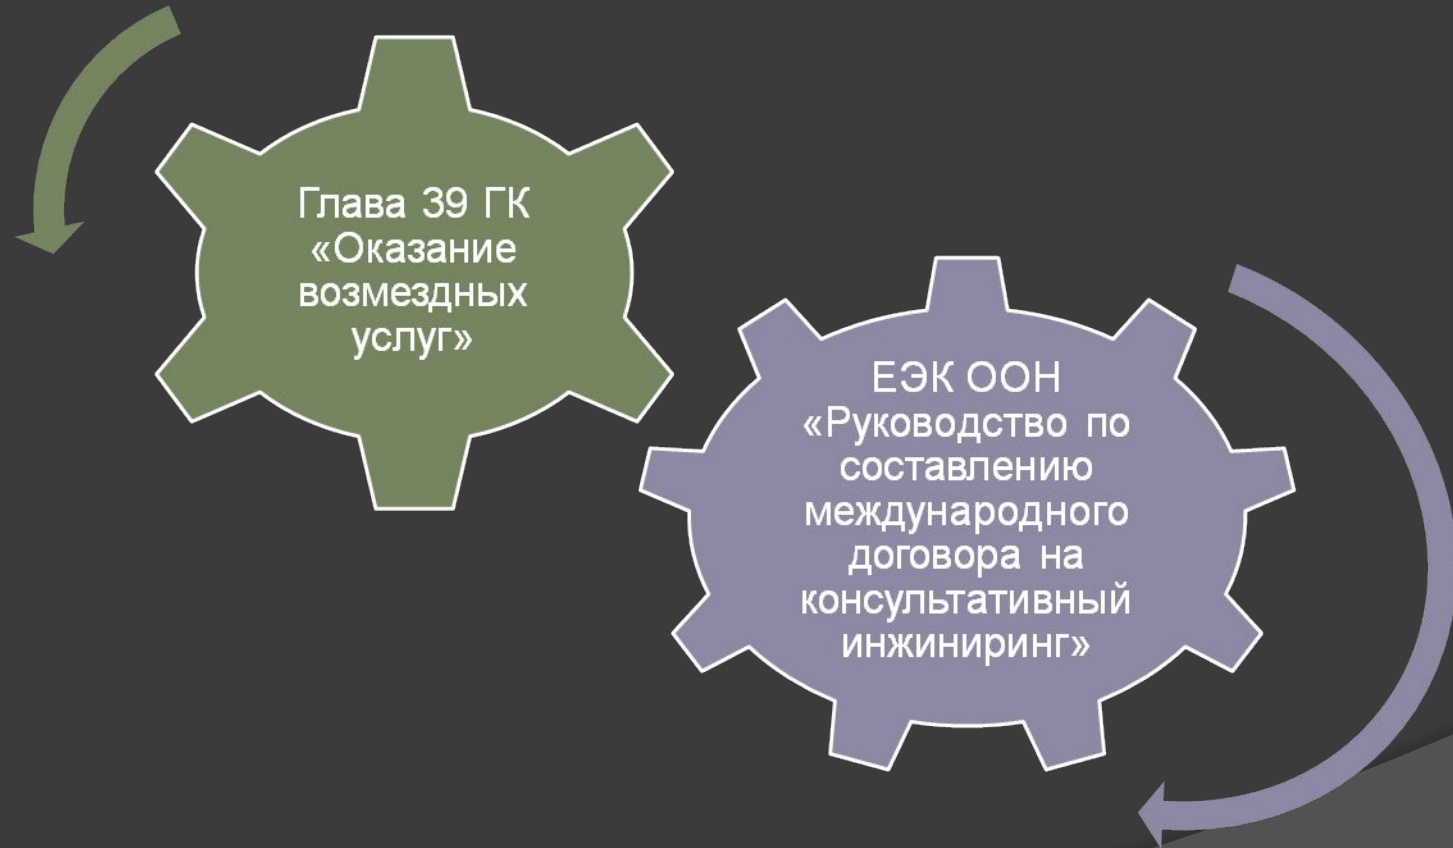 Глава 39 ГК
«Оказание
возмездных
услуг»
ЕЭК ООН
«Руководство по
составлению
международного
договора на
консультативный
инжиниринг»